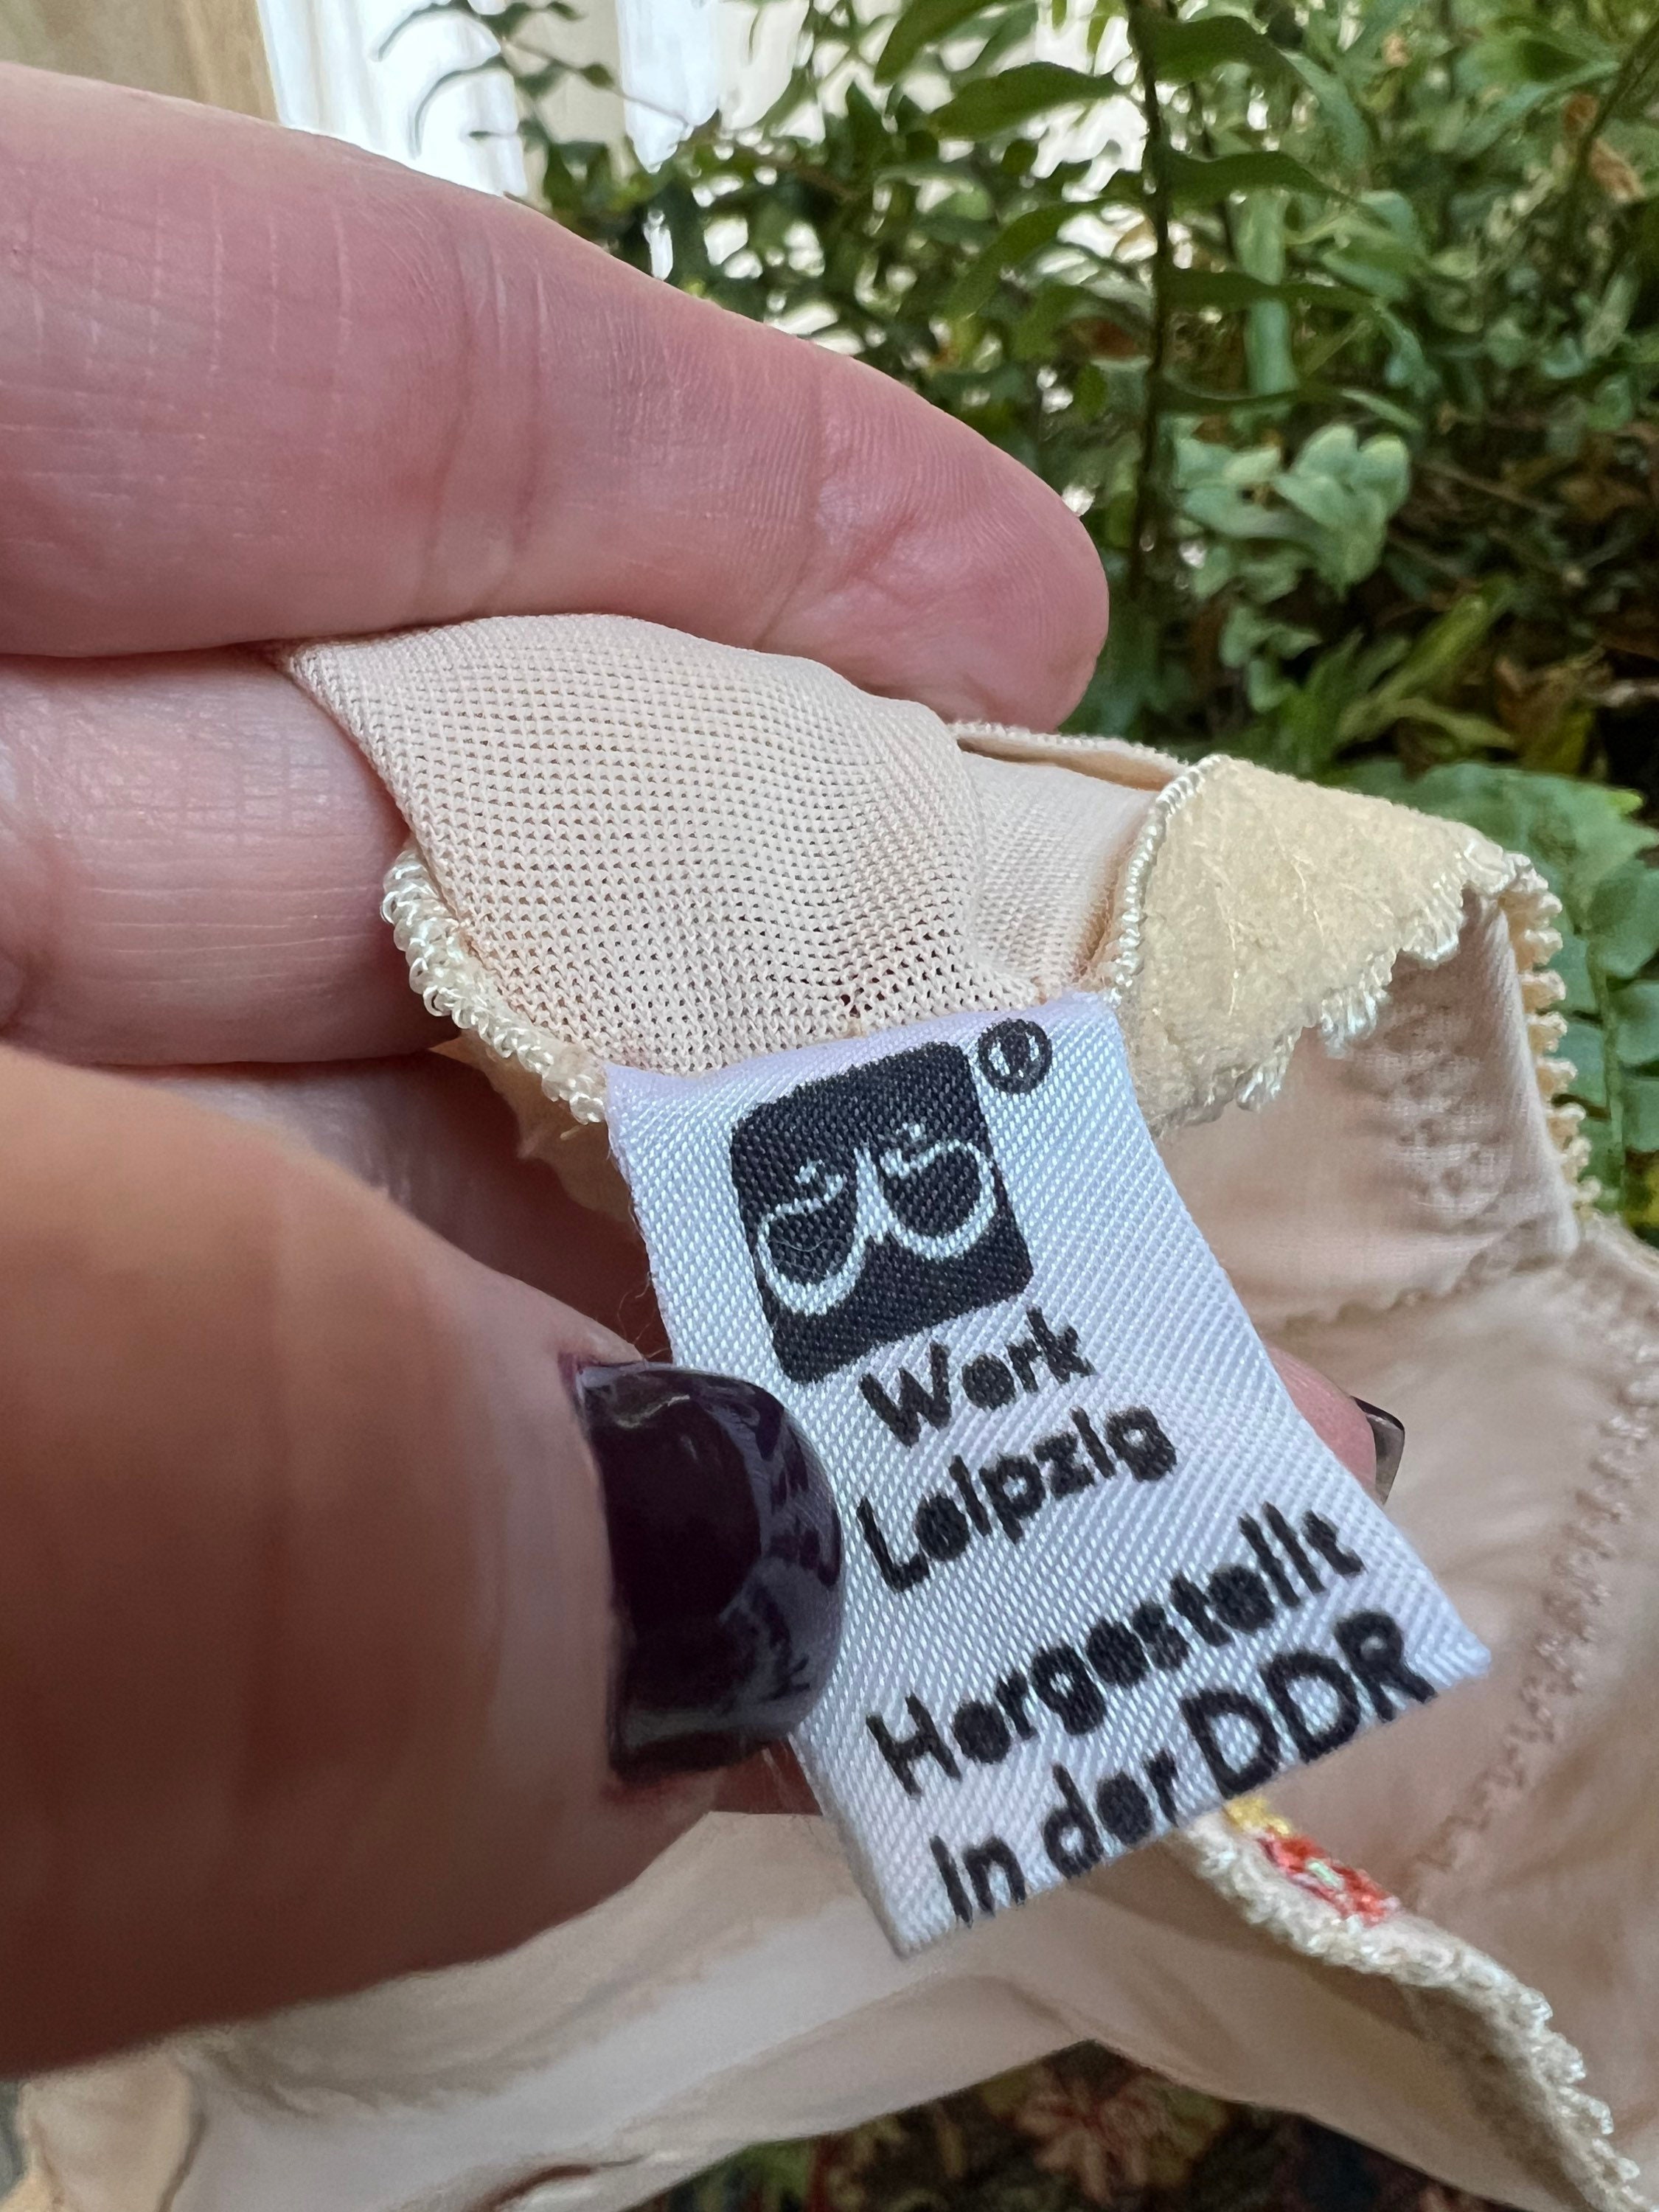 ®
Werk
Leipzig
Hergestellt
in der DDR